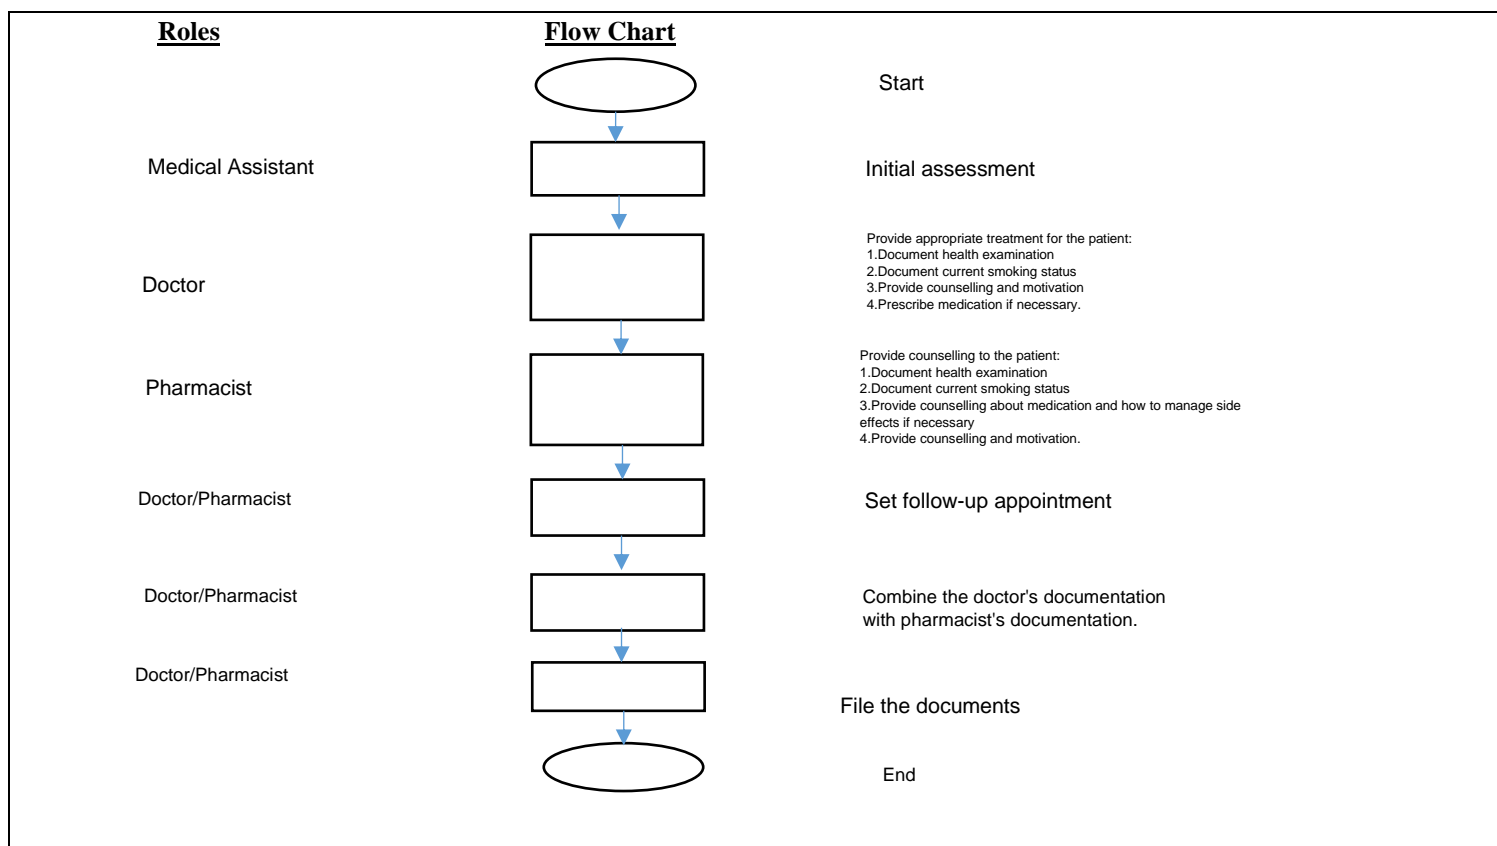 Roles
Flow Chart
Start
Medical Assistant
Initial assessment
Doctor
Provide appropriate treatment for the patient:
1.Document health examination
2.Document current smoking status
3.Provide counselling and motivation
4.Prescribe medication if necessary.
Pharmacist
Provide counselling to the patient:
1.Document health examination
2.Document current smoking status
3.Provide counselling about medication and how to manage side
effects if necessary
4.Provide counselling and motivation.
Doctor/Pharmacist
Set follow-up appointment
Doctor/Pharmacist
Combine the doctor's documentation
with pharmacist's documentation.
Doctor/Pharmacist
File the documents
End